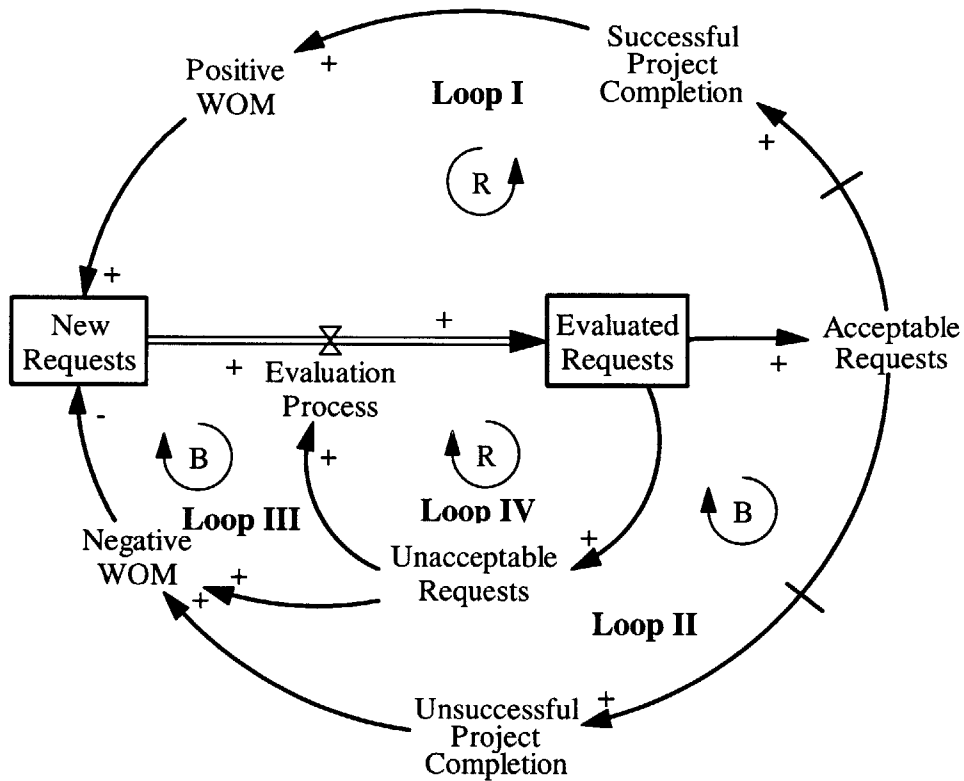 Successful
Project
Completion
+
Positive
WOM
Loop I
+
R
+
New
Requests
+
+
Evaluation
Process
Evaluated
Requests
+
Acceptable
Requests
-
B
+
R
B
Loop III
Loop IV
Negative
WOM
+
+
Unacceptable
Requests
+
Loop II
+
Unsuccessful
Project
Completion